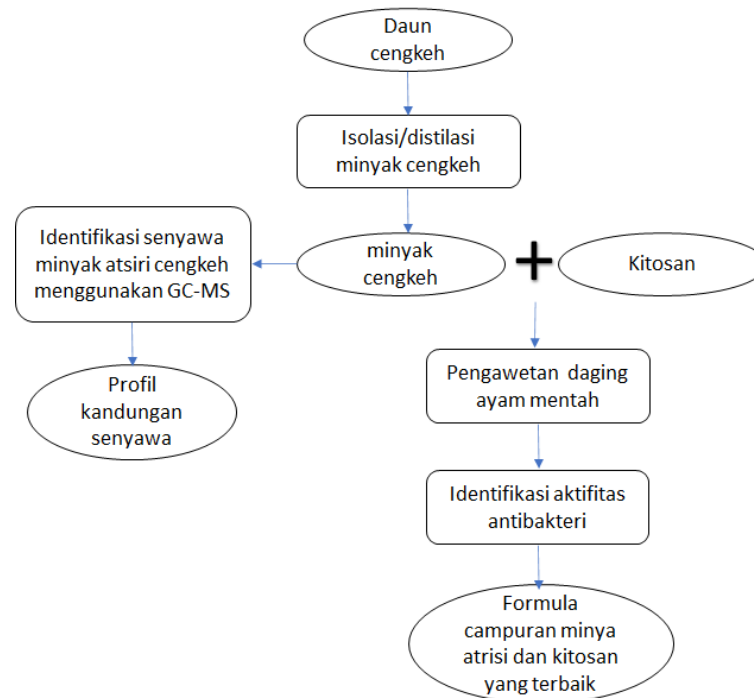 Daun
cengkeh
Isolasi/distilasi
minyak cengkeh
Identifikasi senyawa
minyak atsiri cengkeh
menggunakan GC-MS
minyak
cengkeh
+
Kitosan
Profil
kandungan
senyawa
Pengawetan daging
ayam mentah
Identifikasi aktifitas
antibakteri
Formula
campuran minya
atrisi dan kitosan
yang terbaik